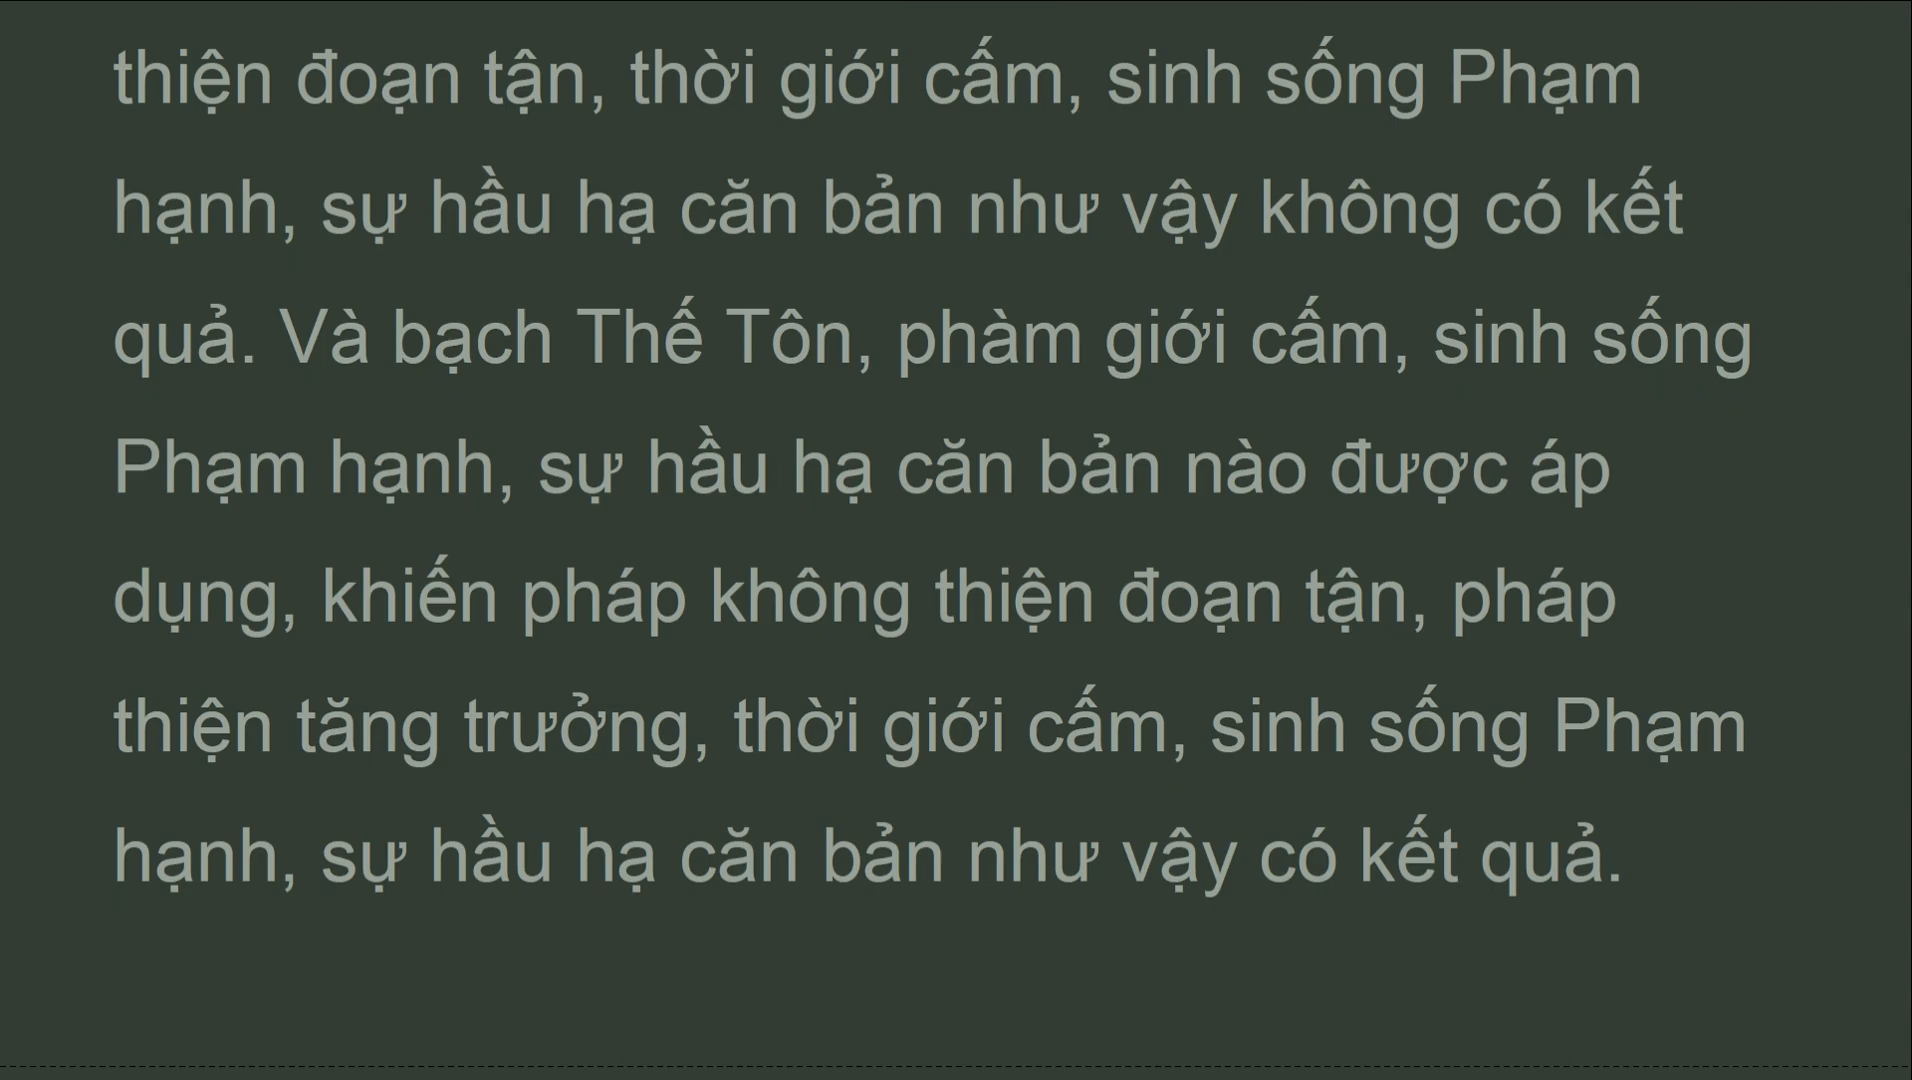 thiện đoạn tận, thời giới cấm, sinh sống Phạm
hạnh, sự hầu hạ căn bản như vậy không có kết
quả. Và bạch Thế Tôn, phàm giới cấm, sinh sống
Phạm hạnh, sự hầu hạ căn bản nào được áp
dụng, khiến pháp không thiện đoạn tận, pháp
thiện tăng trưởng, thời giới cấm, sinh sống Phạm
hạnh, sự hầu hạ căn bản như vậy có kết quả.